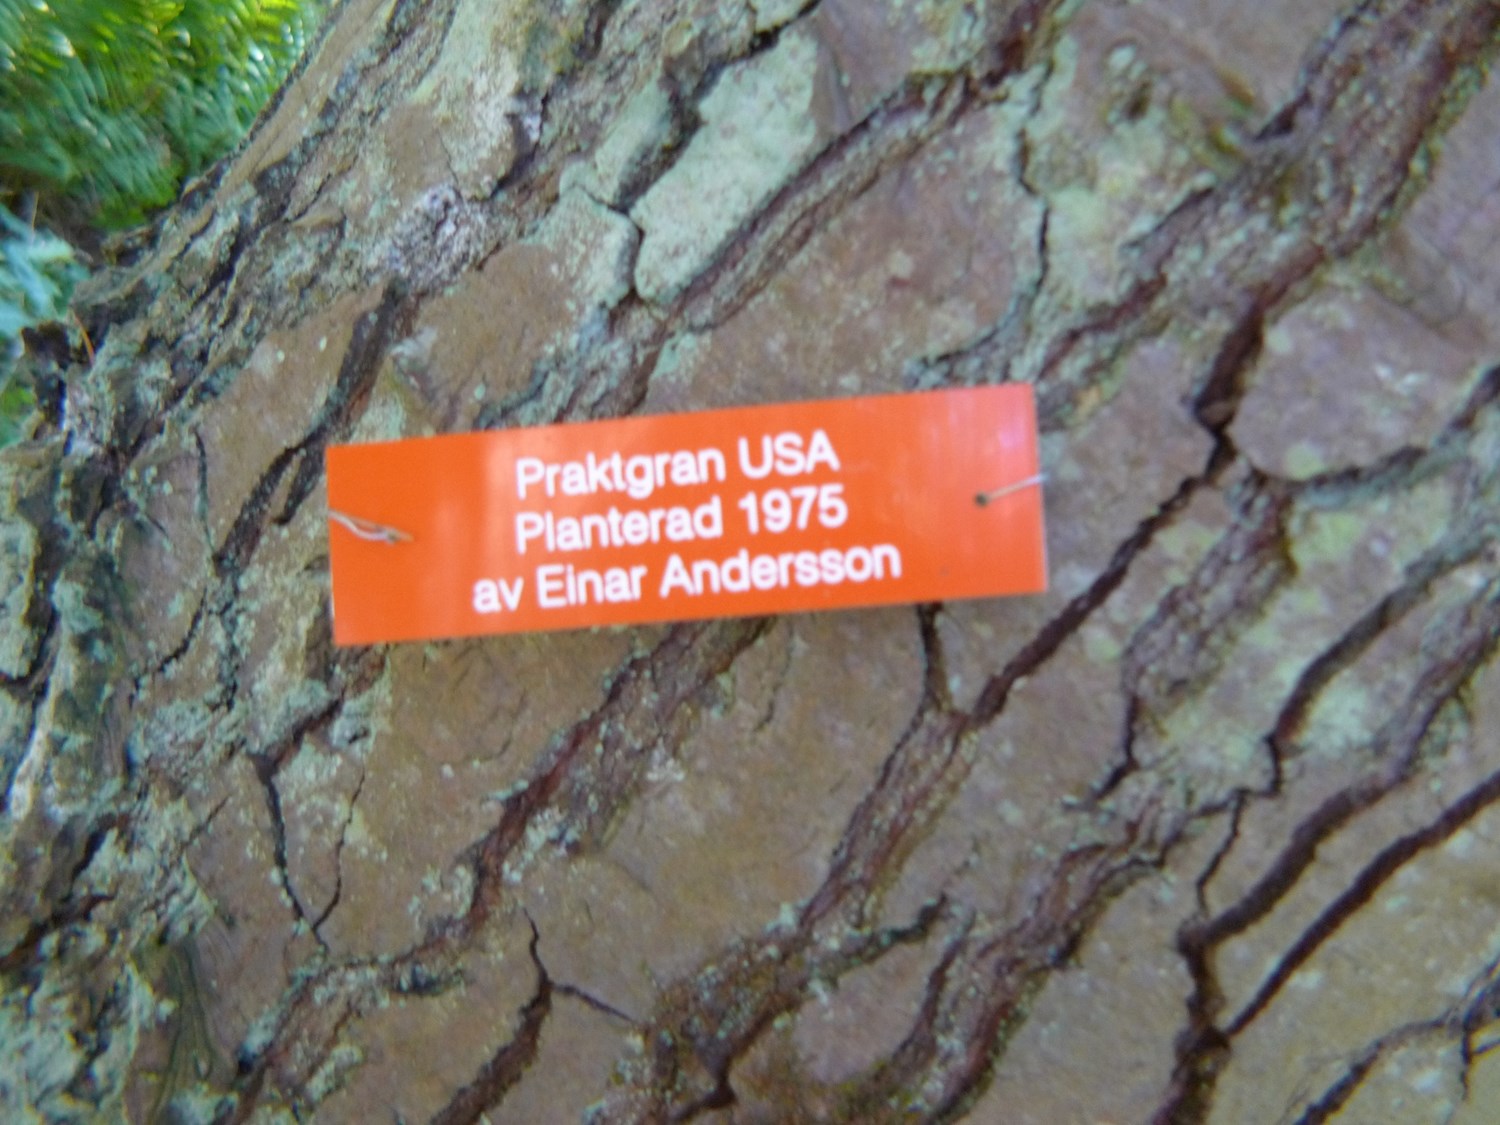 Praktgran USA
Planterad 1975
av Einar Andersson